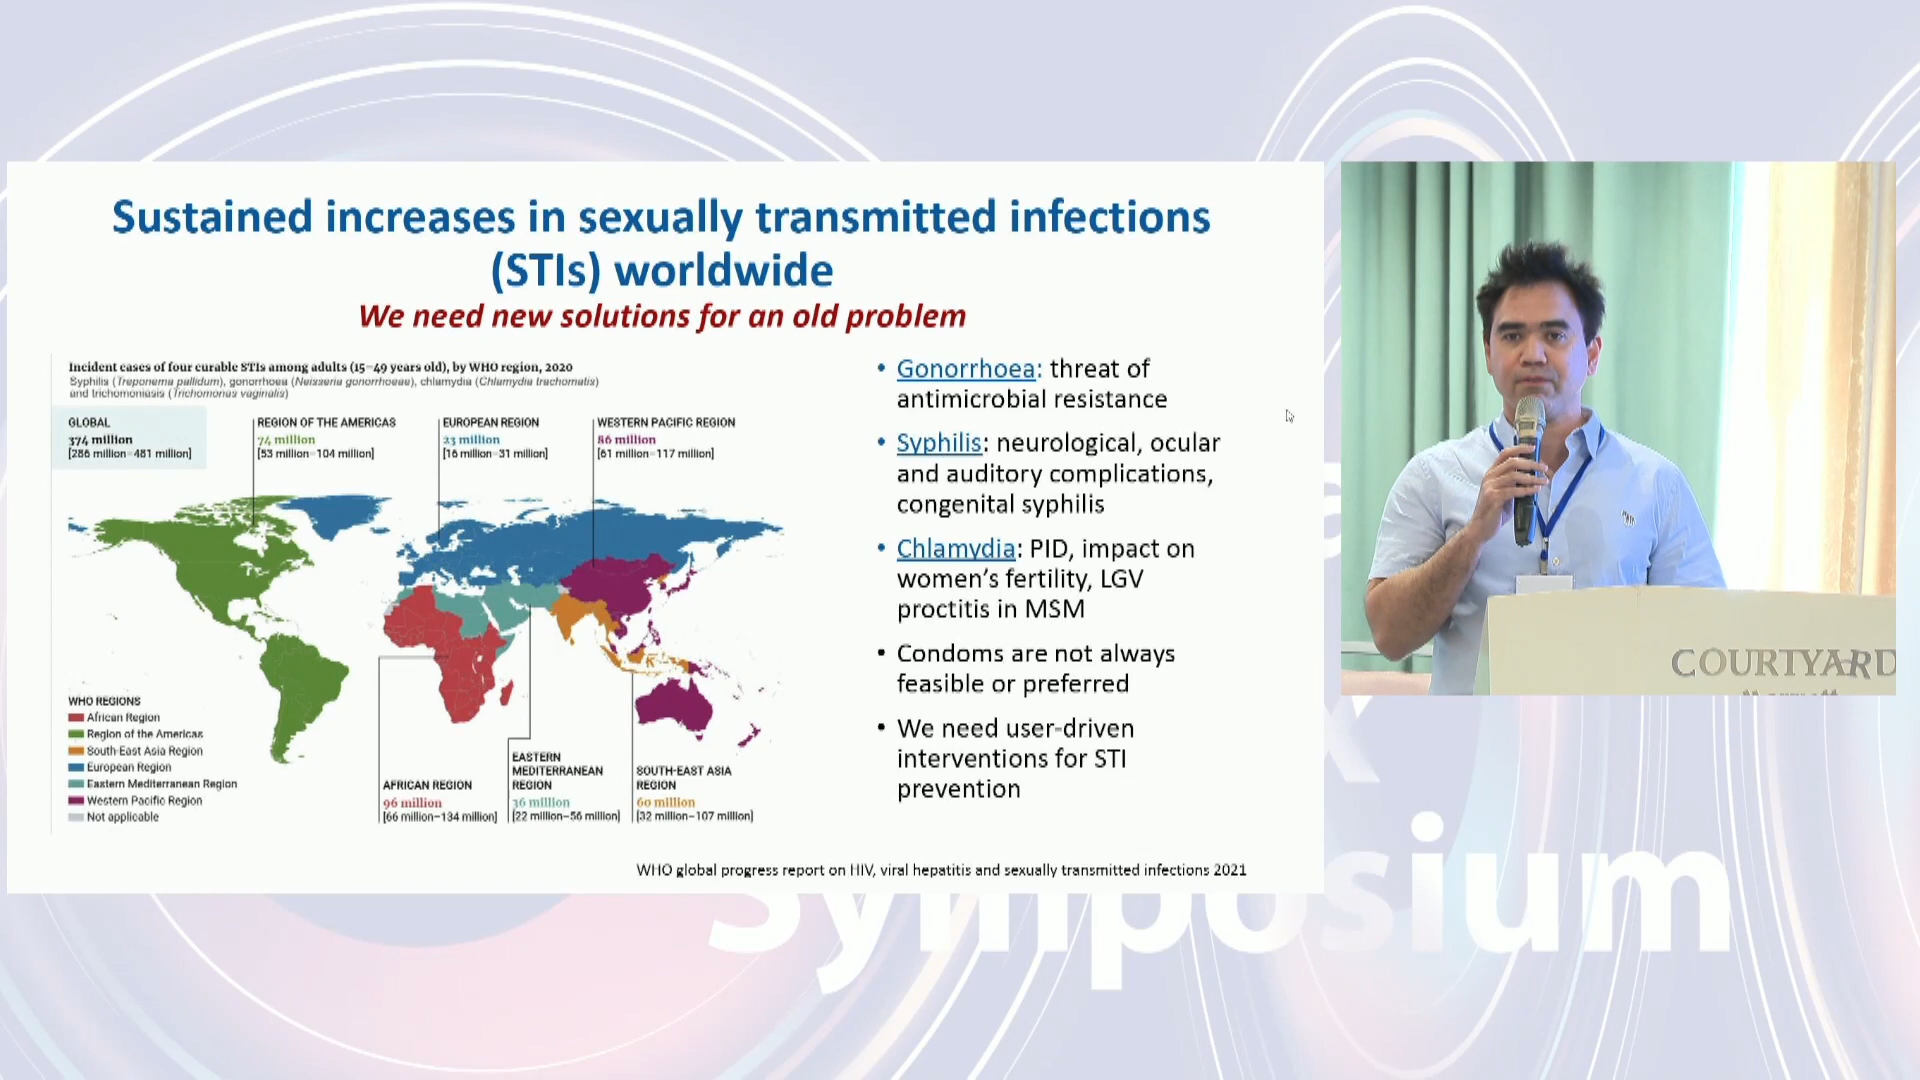 Sustained increases in sexually transmitted infections
(STIs) worldwide
We need new solutions for an old problem
Incident cases of four curable STIs among adults (15–49 years old), by WHO region, 2020
Syphilis (Treponema pallidum), gonorrhoea (Neisseria gonorrhoeae), chlamydia (Chlamydia trachomatis)
and trichomoniasis (Trichomonas vaginalis)
GLOBAL
374 million
[286 million–481 million]
REGION OF THE AMERICAS
74 million
[53 million–104 million]
EUROPEAN REGION
23 million
[16 million–31 million]
WESTERN PACIFIC REGION
86 million
[61 million–117 million]
WHO REGIONS
African Region
Region of the Americas
South-East Asia Region
European Region
Eastern Mediterranean Region
Western Pacific Region
Not applicable
AFRICAN REGION
96 million
[66 million–134 million]
EASTERN
MEDITERRANEAN
REGION
36 million
[22 million–56 million]
SOUTH-EAST ASIA
REGION
60 million
[32 million–107 million]
• Gonorrhoea: threat of
antimicrobial resistance
• Syphilis: neurological, ocular
and auditory complications,
congenital syphilis
• Chlamydia: PID, impact on
women's fertility, LGV
proctitis in MSM
• Condoms are not always
feasible or preferred
• We need user-driven
interventions for STI
prevention
WHO global progress report on HIV, viral hepatitis and sexually transmitted infections 2021
COURTYARD
Symposium